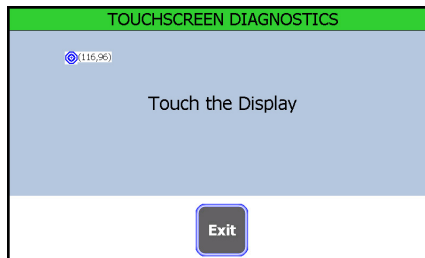 TOUCHSCREEN DIAGNOSTICS
(116,96)
Touch the Display
Exit